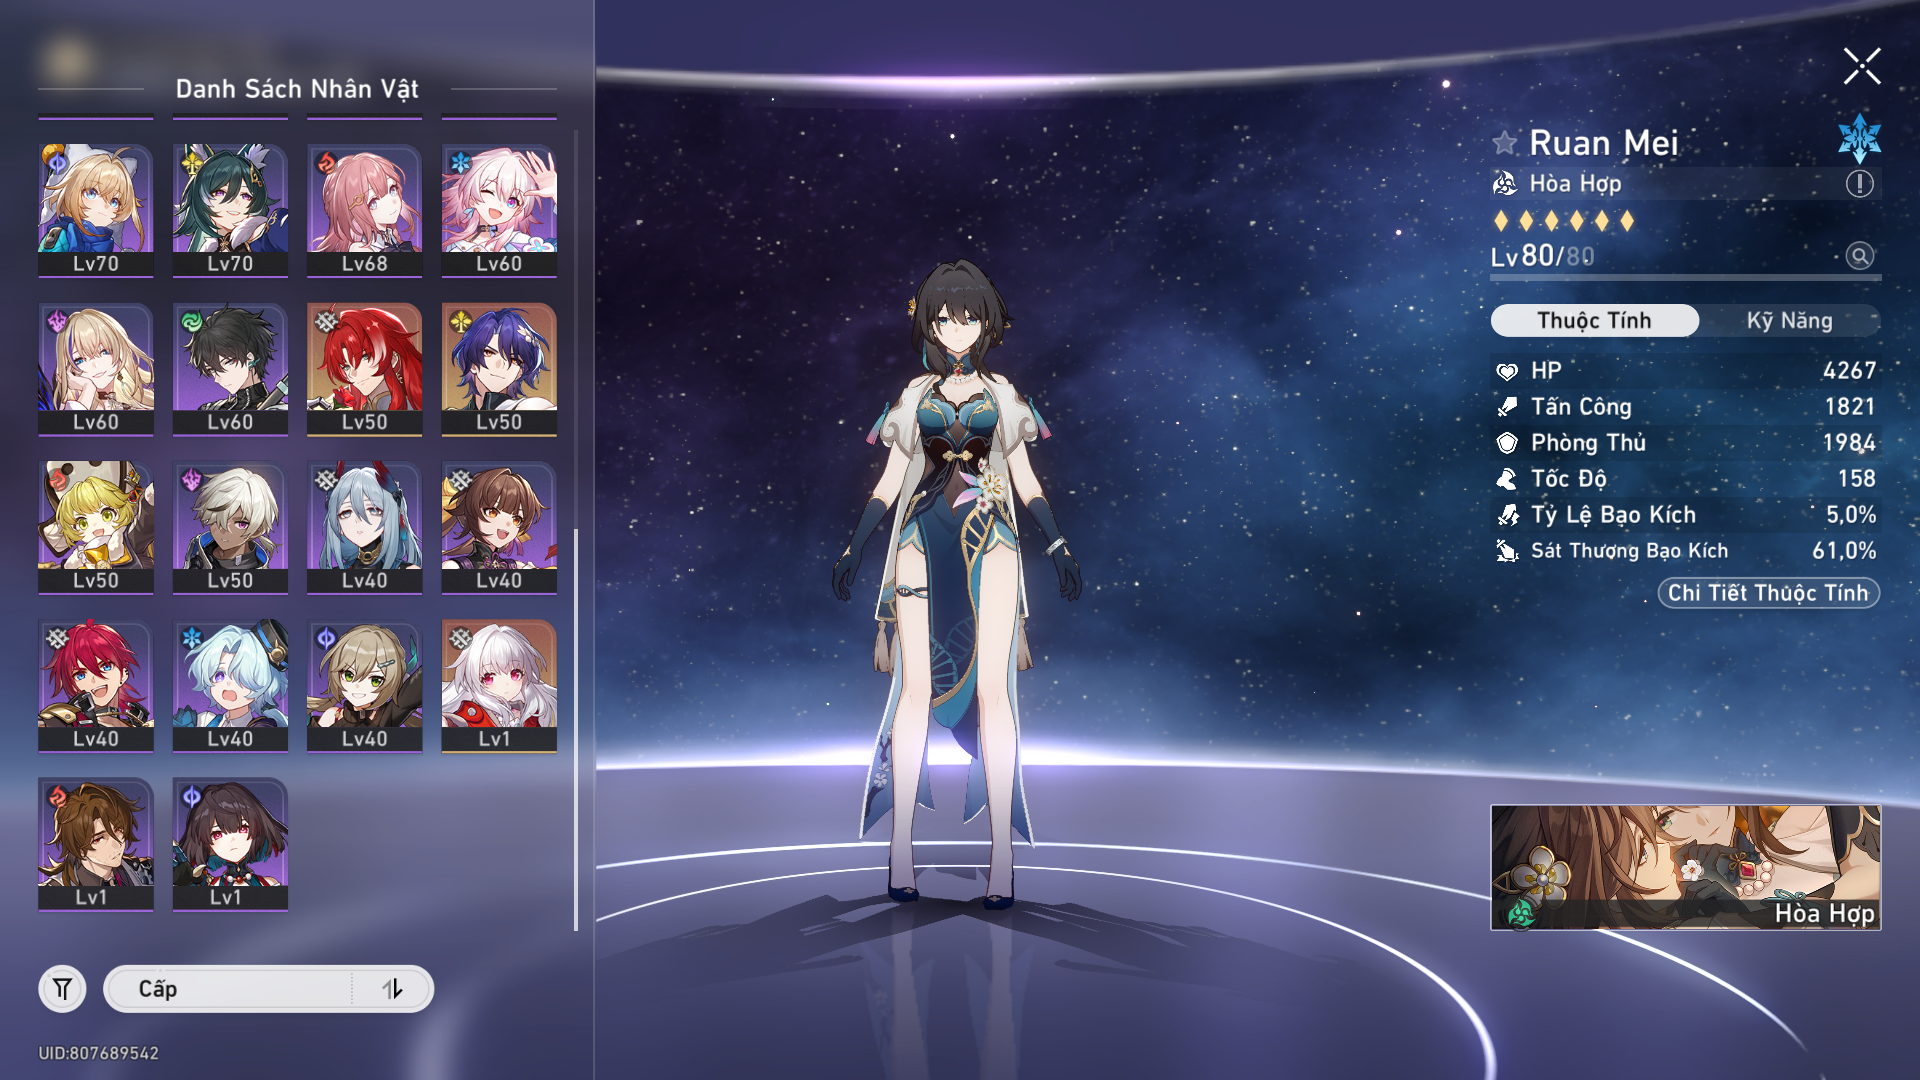 Danh Sách Nhân Vật
Lv70
Lv70
Lv68
Lv60
Lv60
Lv60
Lv50
Lv50
Lv50
Lv50
Lv40
Lv40
Lv40
Lv40
Lv40
Lv1
Lv1
Lv1
Cấp
UID:807689542
Ruan Mei
Hòa Hợp
Lv80/80
Thuộc Tính
Kỹ Năng
HP 4267
Tấn Công 1821
Phòng Thủ 1984
Tốc Độ 158
Tỷ Lệ Bạo Kích 5,0%
Sát Thượng Bạo Kích 61,0%
Chi Tiết Thuộc Tính
Hòa Hợp